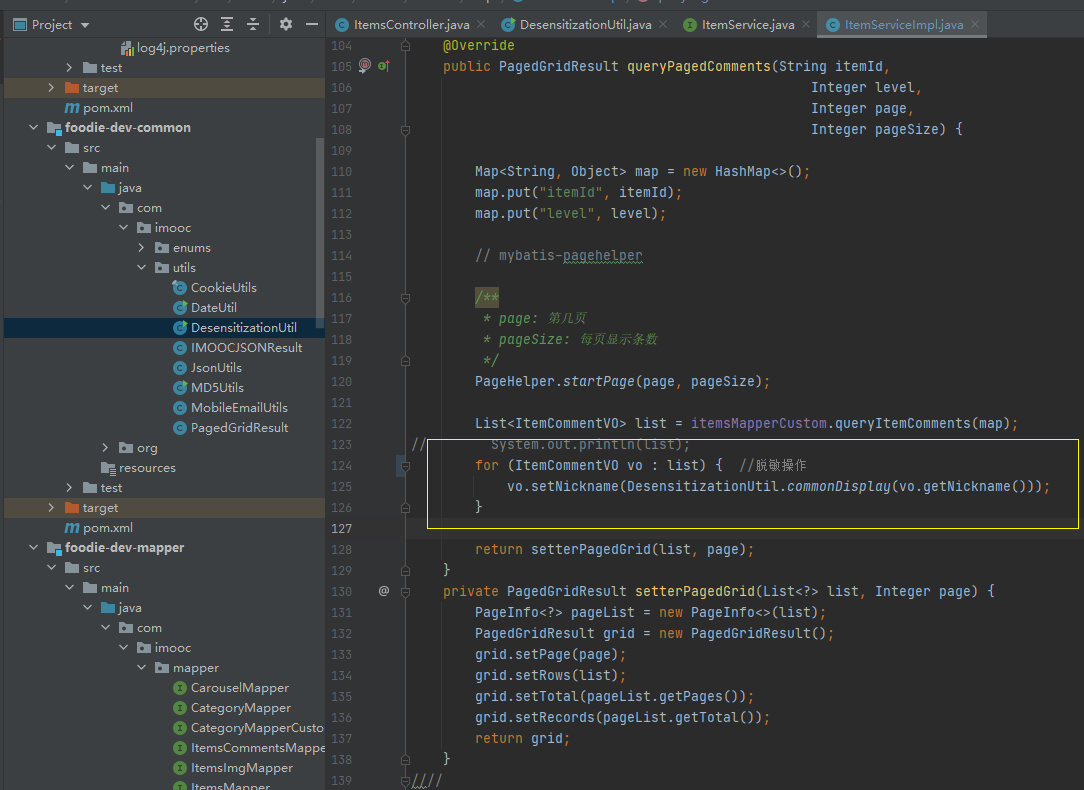 Project
ItemsController.java
DesensitizationUtil.java
ItemService.java
ItemServiceImpl.java
log4j.properties
test
target
pom.xml
foodie-dev-common
src
main
java
com
imooc
enums
utils
CookieUtils
DateUtil
DesensitizationUtil
IMOOCJSONResult
JsonUtils
MD5Utils
MobileEmailUtils
PagedGridResult
org
resources
test
target
pom.xml
foodie-dev-mapper
src
main
java
com
imooc
mapper
CarouselMapper
CategoryMapper
CategoryMapperCusto
ItemsCommentsMappe
ItemsImgMapper
ItemsMapper
104 @Override
105 public PagedGridResult queryPagedComments(String itemId,
106 Integer level,
107 Integer page,
108 Integer pageSize) {
109
110 Map<String, Object> map = new HashMap<>();
111 map.put("itemId", itemId);
112 map.put("level", level);
113
114 // mybatis-pagehelper
115
116 /**
117 * page: 第几页
118 * pageSize: 每页显示条数
119 */
120 PageHelper.startPage(page, pageSize);
121
122 List<ItemCommentVO> list = itemsMapperCustom.queryItemComments(map);
123 // System.out.println(list);
124 for (ItemCommentVO vo : list) { //脱敏操作
125 vo.setNickname(DesensitizationUtil.commonDisplay(vo.getNickname()));
126 }
127
128 return setterPagedGrid(list, page);
129 }
130 @ private PagedGridResult setterPagedGrid(List<?> list, Integer page) {
131 PageInfo<?> pageList = new PageInfo<>(list);
132 PagedGridResult grid = new PagedGridResult();
133 grid.setPage(page);
134 grid.setRows(list);
135 grid.setTotal(pageList.getPages());
136 grid.setRecords(pageList.getTotal());
137 return grid;
138 }
139 ////